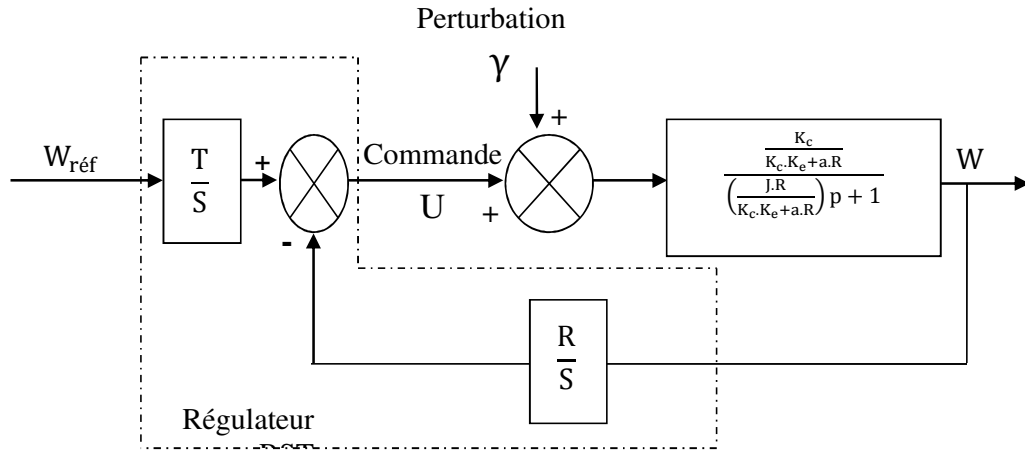 Perturbation
γ
+
W_réf
T/S
+
-
Commande
U
+
K_c/(K_c.K_e+a.R)
(J.R/(K_c.K_e+a.R)) p + 1
W
R/S
Régulateur